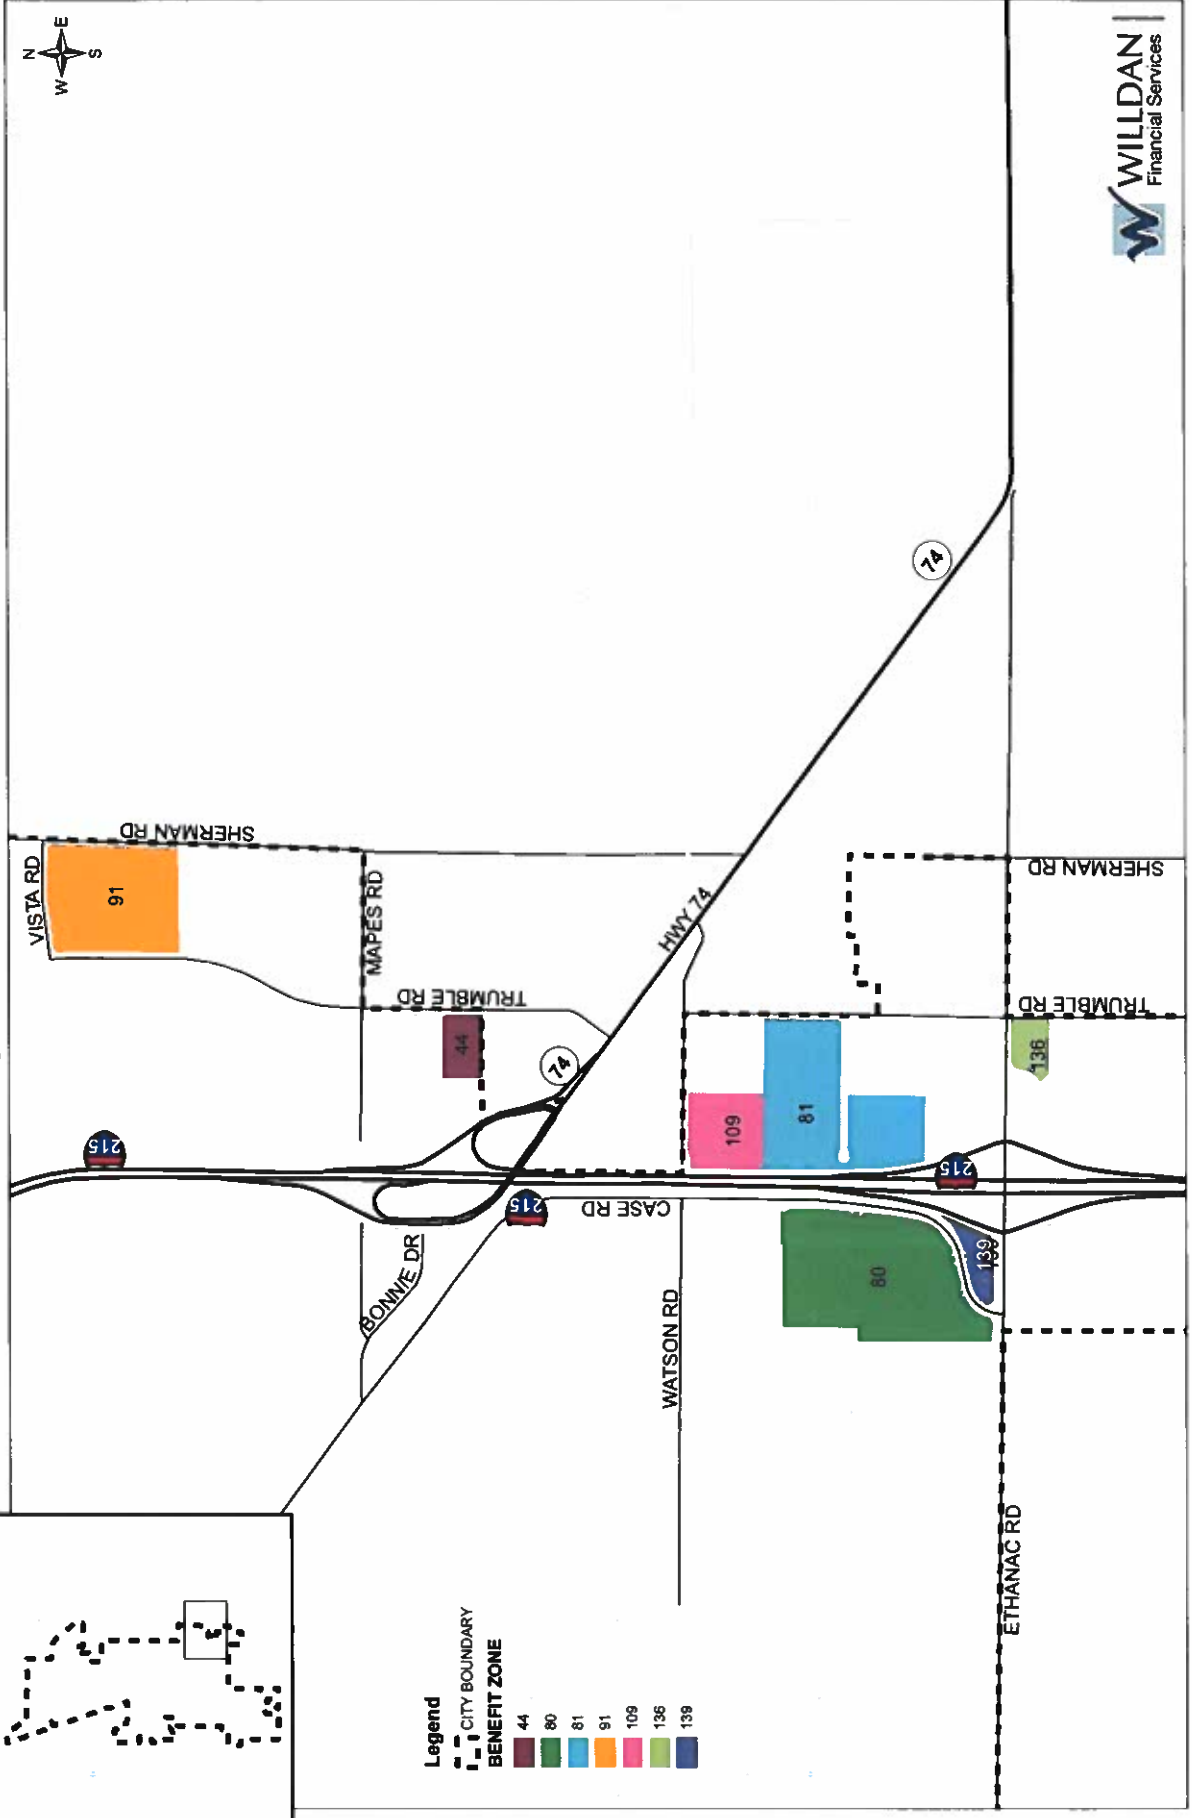 N
W E
S
VISTA RD
SHERMAN RD
91
MAPES RD
TRUMBLE RD
44
74
215
215
BONNIE DR
CASE RD
HWY 74
74
WATSON RD
109
81
80
215
139
136
SHERMAN RD
TRUMBLE RD
ETHANAC RD
Legend
CITY BOUNDARY
BENEFIT ZONE
44
80
81
91
109
136
139
WILLDAN
Financial Services